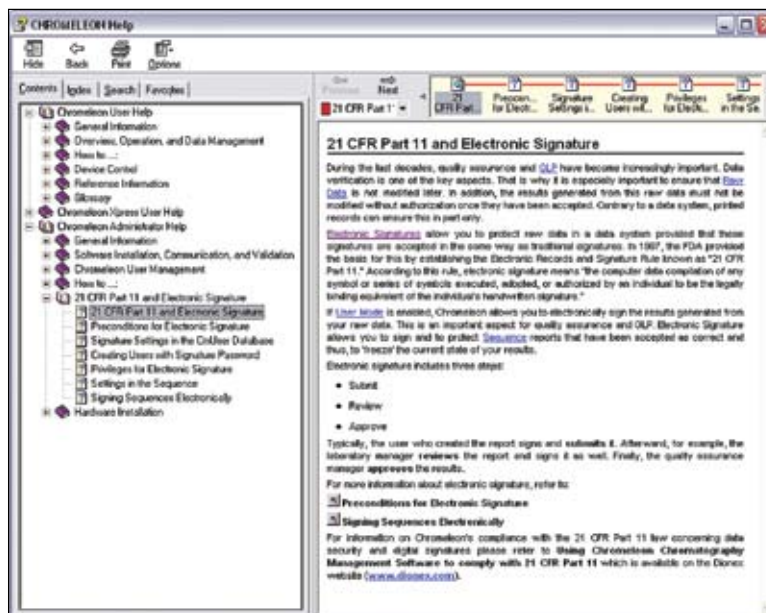 CHROMELEON Help
Hide Back Print Options
Contents Index Search Favorites
Chromeleon User Help
General Information
Overview, Operation, and Data Management
How to ...:
Device Control
Reference Information
Glossary
Chromeleon Xpress User Help
Chromeleon Administrator Help
General Information
Software Installation, Communication, and Validation
Chromeleon User Management
How to ...:
21 CFR Part 11 and Electronic Signature
21 CFR Part 11 and Electronic Signature
Preconditions for Electronic Signature
Signature Settings in the CmUser Database
Creating Users with Signature Password
Privileges for Electronic Signature
Settings in the Sequence
Signing Sequences Electronically
Hardware Installation
Previous Next
21 CFR Part 1
21 CFR Part...
Precon... for Electr...
Signature Settings i...
Creating Users wit...
Privileges for Elect...
Settings in the Se...
21 CFR Part 11 and Electronic Signature
During the last decades, quality assurance and GLP have become increasingly important. Data
verification is one of the key aspects. That is why it is especially important to ensure that Raw
Data is not modified later. In addition, the results generated from this raw data must not be
modified without authorization once they have been accepted. Contrary to a data system, printed
records can ensure this in part only.
Electronic Signatures allow you to protect raw data in a data system provided that these
signatures are accepted in the same way as traditional signatures. In 1997, the FDA provided
the basis for this by establishing the Electronic Records and Signature Rule known as "21 CFR
Part 11." According to this rule, electronic signature means "the computer data compilation of any
symbol or series of symbols executed, adopted, or authorized by an individual to be the legally
binding equivalent of the individual's handwritten signature."
If User Mode is enabled, Chromeleon allows you to electronically sign the results generated from
your raw data. This is an important aspect for quality assurance and GLP. Electronic Signature
allows you to sign and to protect Sequence reports that have been accepted as correct and
thus, to 'freeze' the current state of your results.
Electronic signature includes three steps:
• Submit
• Review
• Approve
Typically, the user who created the report signs and submits it. Afterward, for example, the
laboratory manager reviews the report and signs it as well. Finally, the quality assurance
manager approves the results.
For more information about electronic signature, refer to:
Preconditions for Electronic Signature
Signing Sequences Electronically
For information on Chromeleon's compliance with the 21 CFR Part 11 law concerning data
security and digital signatures please refer to Using Chromeleon Chromatography
Management Software to comply with 21 CFR Part 11 which is available on the Dionex
website (www.dionex.com).